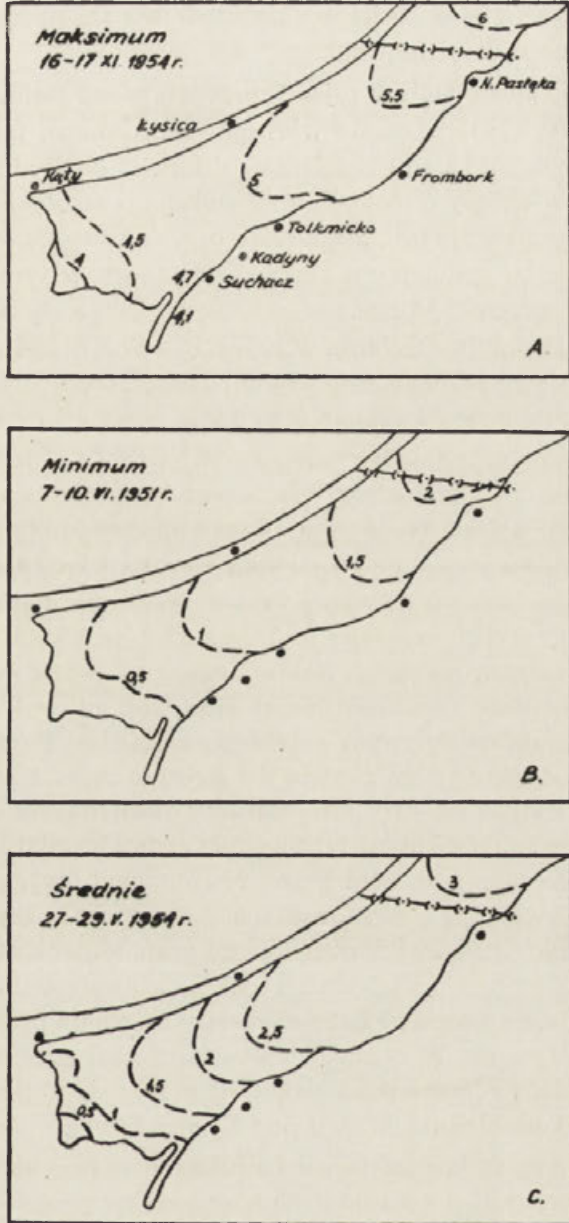 Maksimum
16-17 XI. 1954 r.
6
N. Pasłęka
5,5
Łysica
Kąty
5
Frombork
4,5
Tolkmicko
4
Kadyny
4,7
Suchacz
4,1
A.
Minimum
7-10. VI. 1951 r.
2
1,5
1
0,5
B.
Średnie
27-29. V. 1954 r.
3
2,5
2
1,5
1
0,5
C.